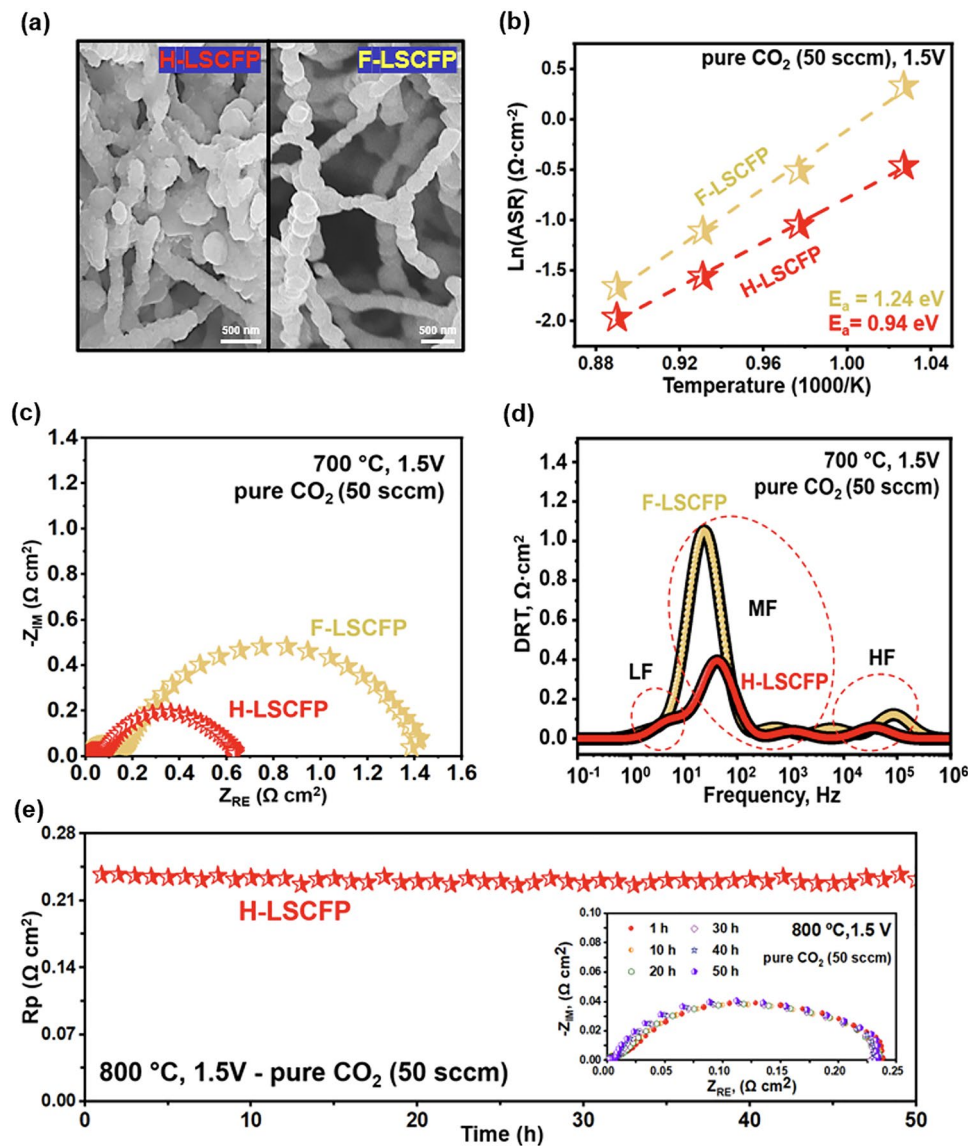 (a)
H-LSCFP
F-LSCFP
500 nm
500 nm
(b)
pure CO₂ (50 sccm), 1.5V
Ln(ASR) (Ω·cm⁻²)
0.5
0.0
-0.5
-1.0
-1.5
-2.0
F-LSCFP
H-LSCFP
Eₐ = 1.24 eV
Eₐ= 0.94 eV
0.88 0.92 0.96 1.00 1.04
Temperature (1000/K)
(c)
700 °C, 1.5V
pure CO₂ (50 sccm)
-Z_IM (Ω cm²)
1.4
1.2
1.0
0.8
0.6
0.4
0.2
0.0
F-LSCFP
H-LSCFP
0.0 0.2 0.4 0.6 0.8 1.0 1.2 1.4 1.6
Z_RE (Ω cm²)
(d)
700 °C, 1.5V
pure CO₂ (50 sccm)
F-LSCFP
DRT, Ω·cm²
1.4
1.2
1.0
0.8
0.6
0.4
0.2
0.0
MF
LF
HF
H-LSCFP
10⁻¹ 10⁰ 10¹ 10² 10³ 10⁴ 10⁵ 10⁶
Frequency, Hz
(e)
Rp (Ω cm²)
0.28
0.21
0.14
0.07
0.00
H-LSCFP
800 °C, 1.5V - pure CO₂ (50 sccm)
0 10 20 30 40 50
Time (h)
-Z_IM, (Ω cm²)
0.10
0.08
0.06
0.04
0.02
0.00
1 h 30 h
10 h 40 h
20 h 50 h
800 ºC,1.5 V
pure CO₂ (50 sccm)
0.00 0.05 0.10 0.15 0.20 0.25
Z_RE, (Ω cm²)